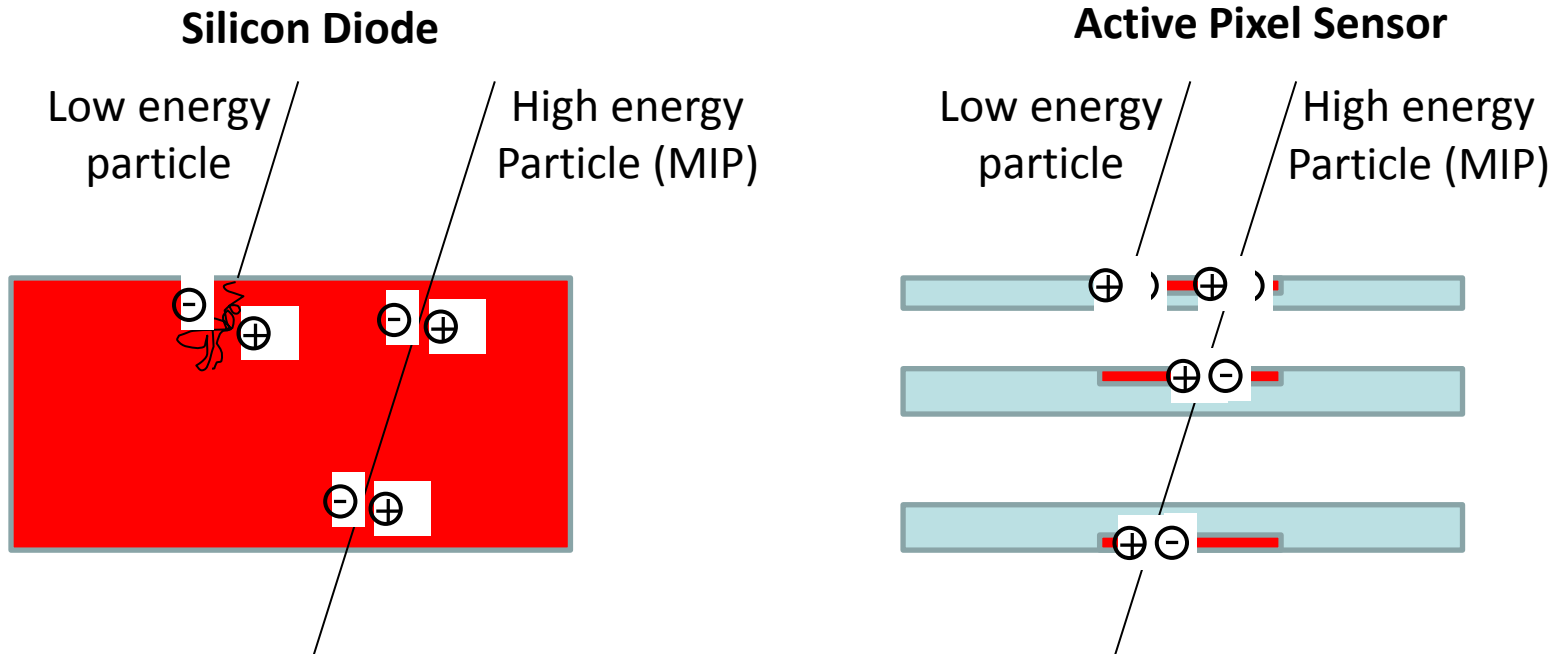 Silicon Diode
Low energy
particle
High energy
Particle (MIP)
-
+
-
+
-
+
Active Pixel Sensor
Low energy
particle
High energy
Particle (MIP)
+
+
+
-
+
-